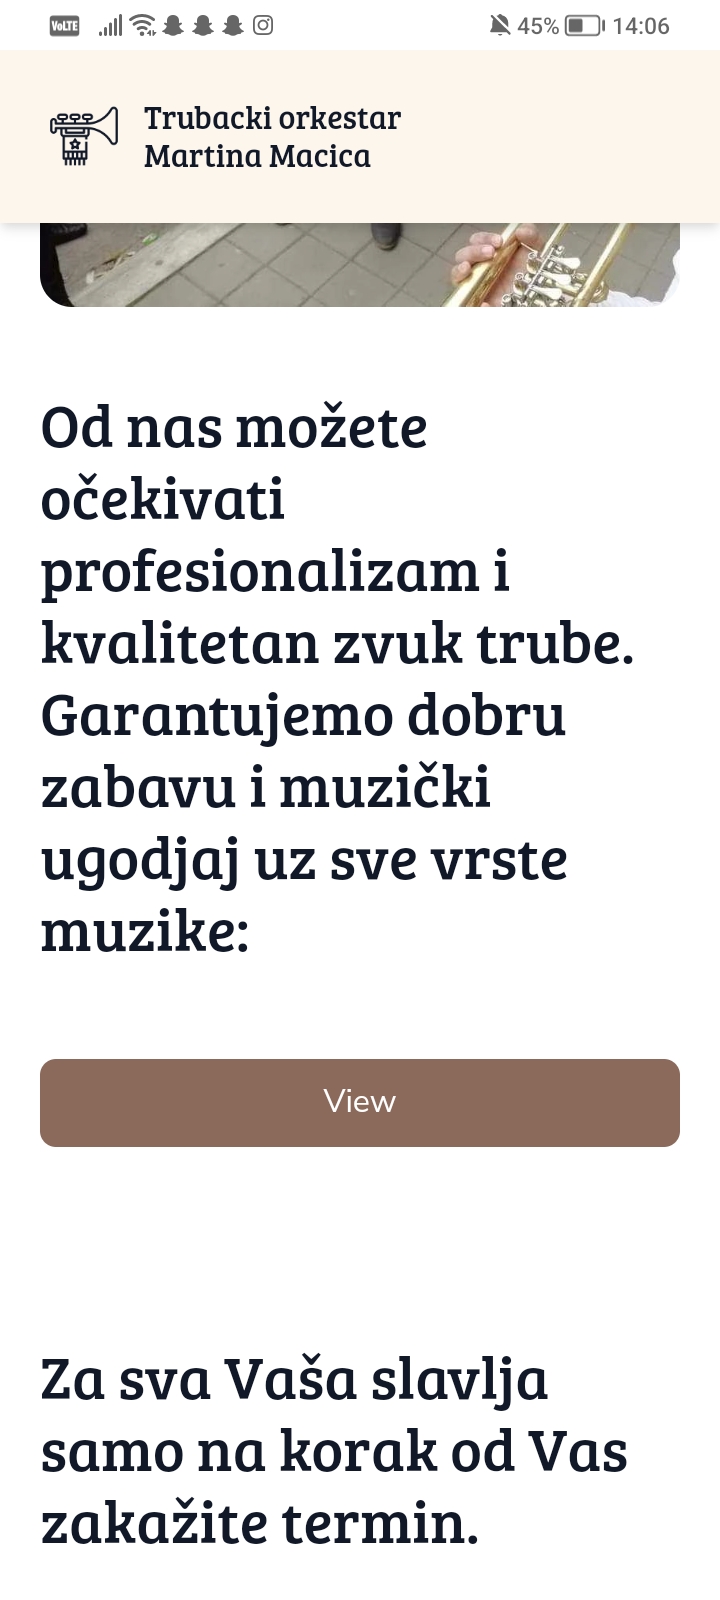 VoLTE 45% 14:06
Trubacki orkestar
Martina Macica
Od nas možete
očekivati
profesionalizam i
kvalitetan zvuk trube.
Garantujemo dobru
zabavu i muzički
ugodjaj uz sve vrste
muzike:
View
Za sva Vaša slavlja
samo na korak od Vas
zakažite termin.